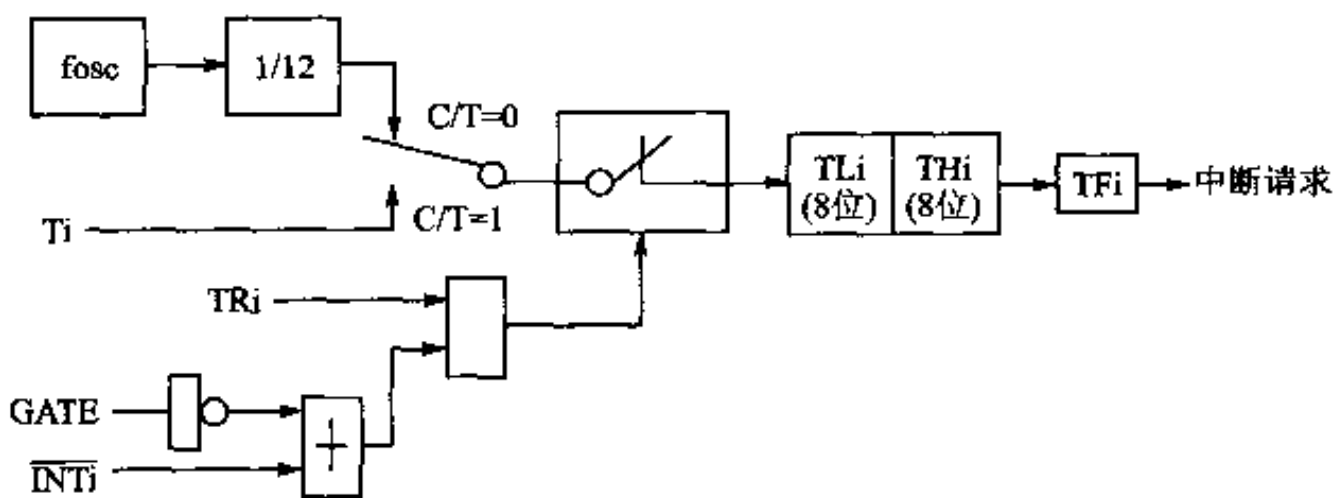 fosc
1/12
C/T=0
TLi
(8位)
THi
(8位)
TFi
中断请求
Ti
C/T=1
TRi
GATE
+
INTi